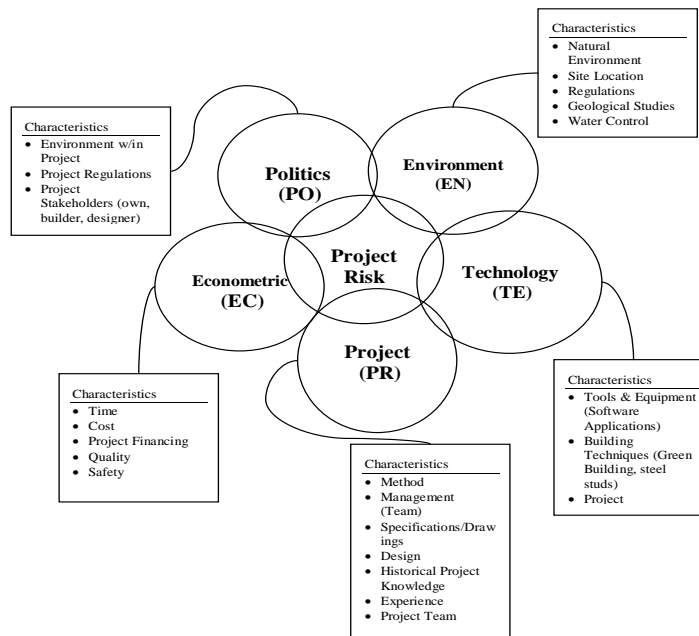 Characteristics
• Natural
Environment
• Site Location
• Regulations
• Geological Studies
• Water Control
Characteristics
• Environment w/in
Project
• Project Regulations
• Project
Stakeholders (own,
builder, designer)
Politics
(PO)
Environment
(EN)
Project
Risk
Econometric
(EC)
Technology
(TE)
Project
(PR)
Characteristics
• Time
• Cost
• Project Financing
• Quality
• Safety
Characteristics
• Method
• Management
(Team)
• Specifications/Draw
ings
• Design
• Historical Project
Knowledge
• Experience
• Project Team
Characteristics
• Tools & Equipment
(Software
Applications)
• Building
Techniques (Green
Building, steel
studs)
• Project